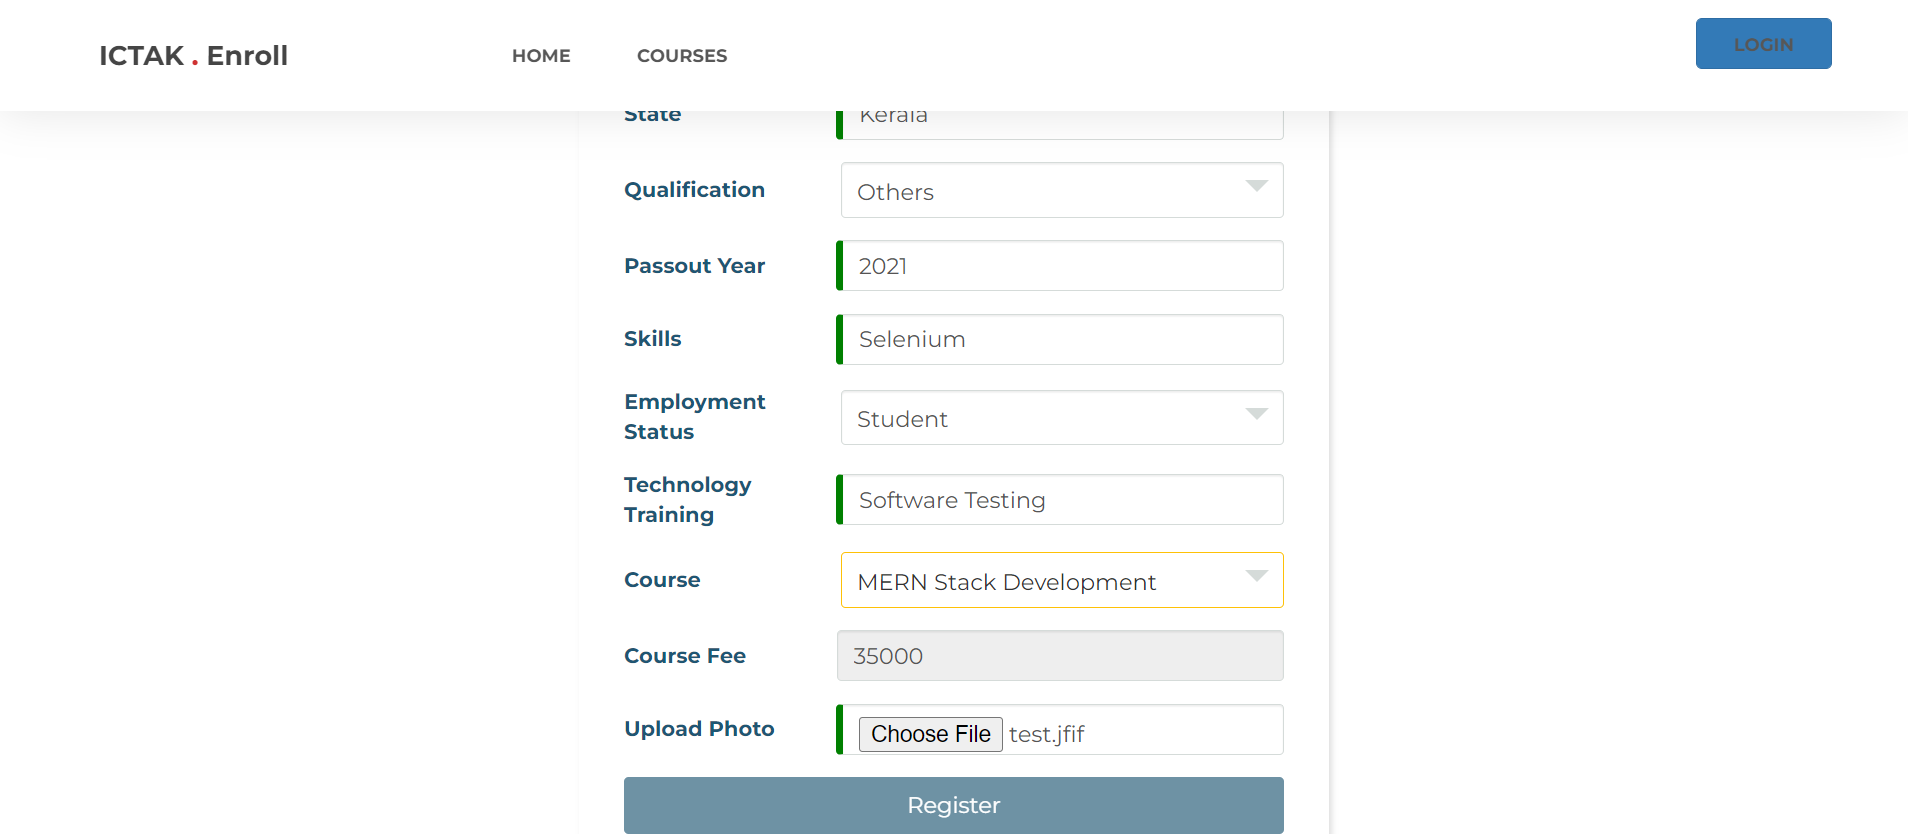 ICTAK . Enroll
HOME
COURSES
LOGIN
State
Kerala
Qualification
Others
Passout Year
2021
Skills
Selenium
Employment
Status
Student
Technology
Training
Software Testing
Course
MERN Stack Development
Course Fee
35000
Upload Photo
Choose File test.jfif
Register